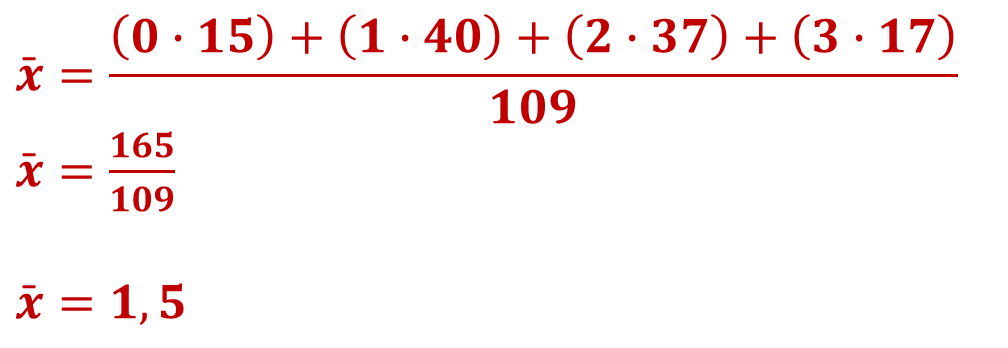 x̄ = (0 · 15) + (1 · 40) + (2 · 37) + (3 · 17)
109
x̄ = 165
109
x̄ = 1,5